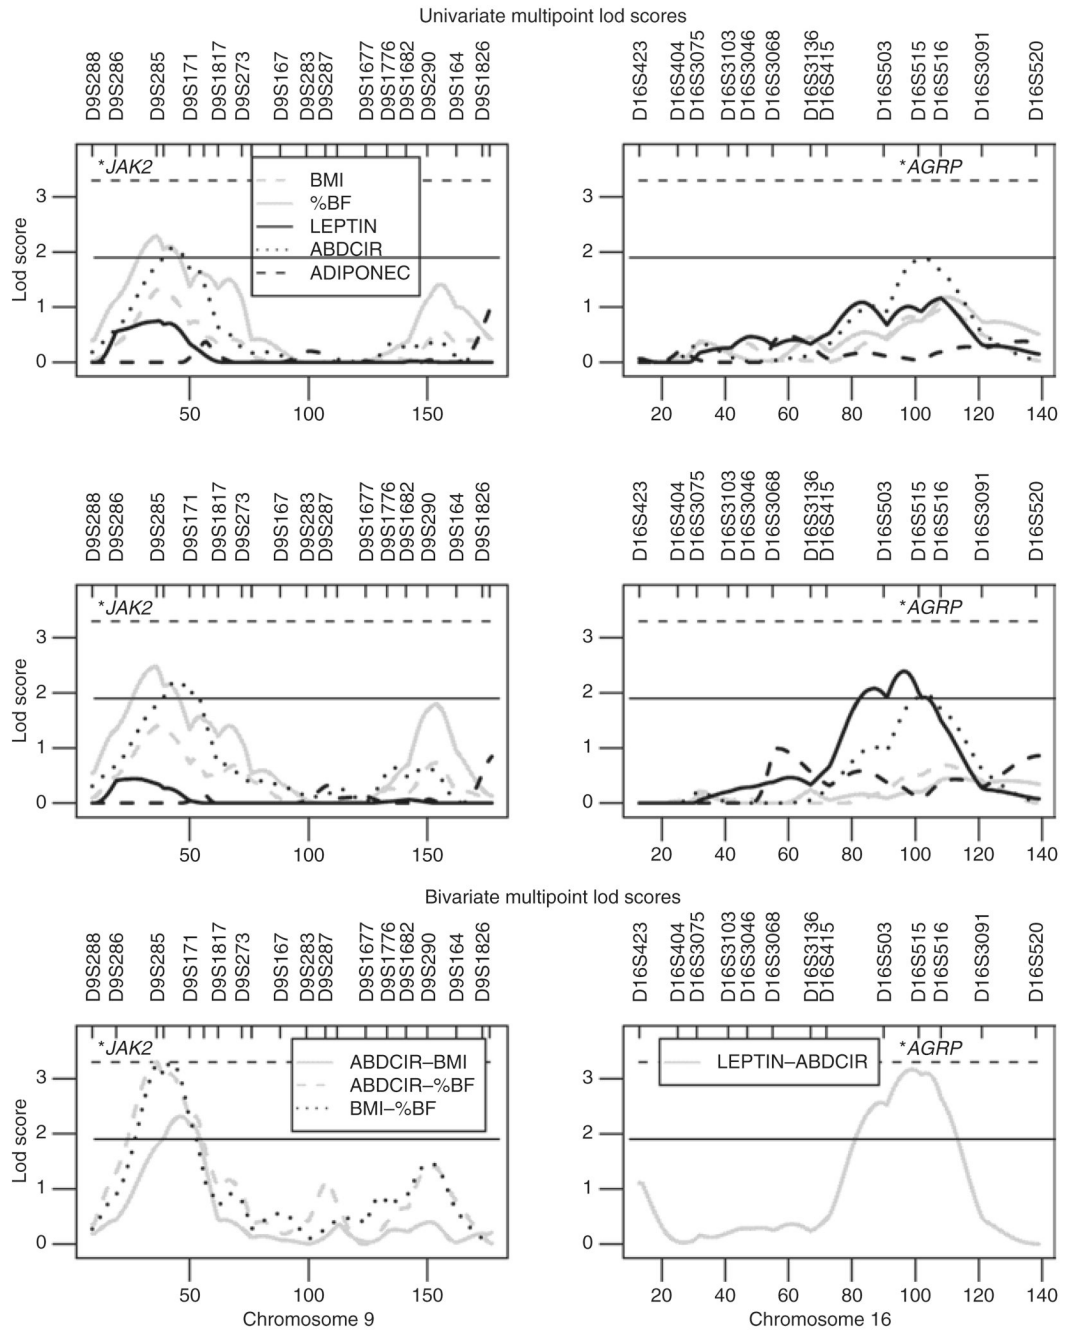 Univariate multipoint lod scores
D9S288 D9S286 D9S285 D9S171 D9S1817 D9S273 D9S167 D9S283 D9S287 D9S1677 D9S1776 D9S1682 D9S290 D9S164 D9S1826
D16S423 D16S404 D16S3075 D16S3103 D16S3046 D16S3068 D16S3136 D16S415 D16S503 D16S515 D16S516 D16S3091 D16S520
Lod score
3
2
1
0
*JAK2
BMI
%BF
LEPTIN
ABDCIR
ADIPONEC
50 100 150
3
2
1
0
*AGRP
20 40 60 80 100 120 140
D9S288 D9S286 D9S285 D9S171 D9S1817 D9S273 D9S167 D9S283 D9S287 D9S1677 D9S1776 D9S1682 D9S290 D9S164 D9S1826
D16S423 D16S404 D16S3075 D16S3103 D16S3046 D16S3068 D16S3136 D16S415 D16S503 D16S515 D16S516 D16S3091 D16S520
Lod score
3
2
1
0
*JAK2
50 100 150
3
2
1
0
*AGRP
20 40 60 80 100 120 140
Bivariate multipoint lod scores
D9S288 D9S286 D9S285 D9S171 D9S1817 D9S273 D9S167 D9S283 D9S287 D9S1677 D9S1776 D9S1682 D9S290 D9S164 D9S1826
D16S423 D16S404 D16S3075 D16S3103 D16S3046 D16S3068 D16S3136 D16S415 D16S503 D16S515 D16S516 D16S3091 D16S520
Lod score
3
2
1
0
*JAK2
ABDCIR–BMI
ABDCIR–%BF
BMI–%BF
50 100 150
Chromosome 9
3
2
1
0
LEPTIN–ABDCIR
*AGRP
20 40 60 80 100 120 140
Chromosome 16